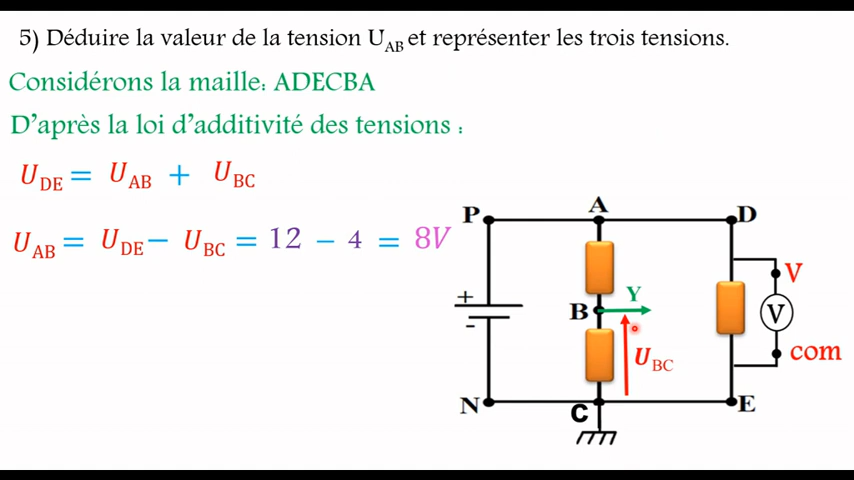 5) Déduire la valeur de la tension U_AB et représenter les trois tensions.
Considérons la maille: ADECBA
D'après la loi d'additivité des tensions :
U_DE = U_AB + U_BC
U_AB = U_DE − U_BC = 12 − 4 = 8V
P
A
D
V
+
-
Y
B
V
U_BC
com
N
C
E